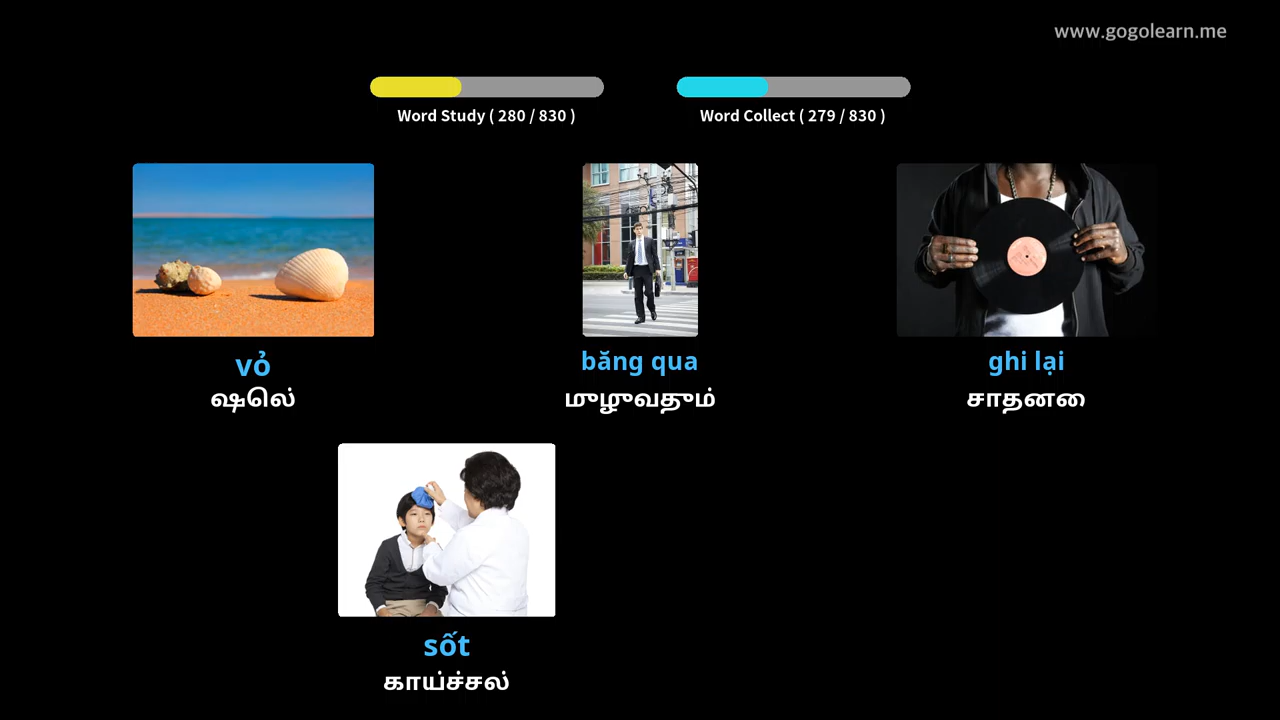 www.gogolearn.me
Word Study ( 280 / 830 )
Word Collect ( 279 / 830 )
vỏ
ஷலெ்
băng qua
முழுவதும்
ghi lại
சாதனை
sốt
காய்ச்சல்